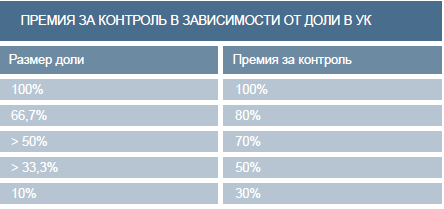 ПРЕМИЯ ЗА КОНТРОЛЬ В ЗАВИСИМОСТИ ОТ ДОЛИ В УК
Размер доли Премия за контроль
100% 100%
66,7% 80%
> 50% 70%
> 33,3% 50%
10% 30%